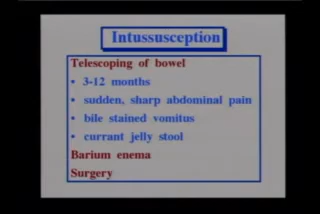 Intussusception
Telescoping of bowel
• 3-12 months
• sudden, sharp abdominal pain
• bile stained vomitus
• currant jelly stool
Barium enema
Surgery